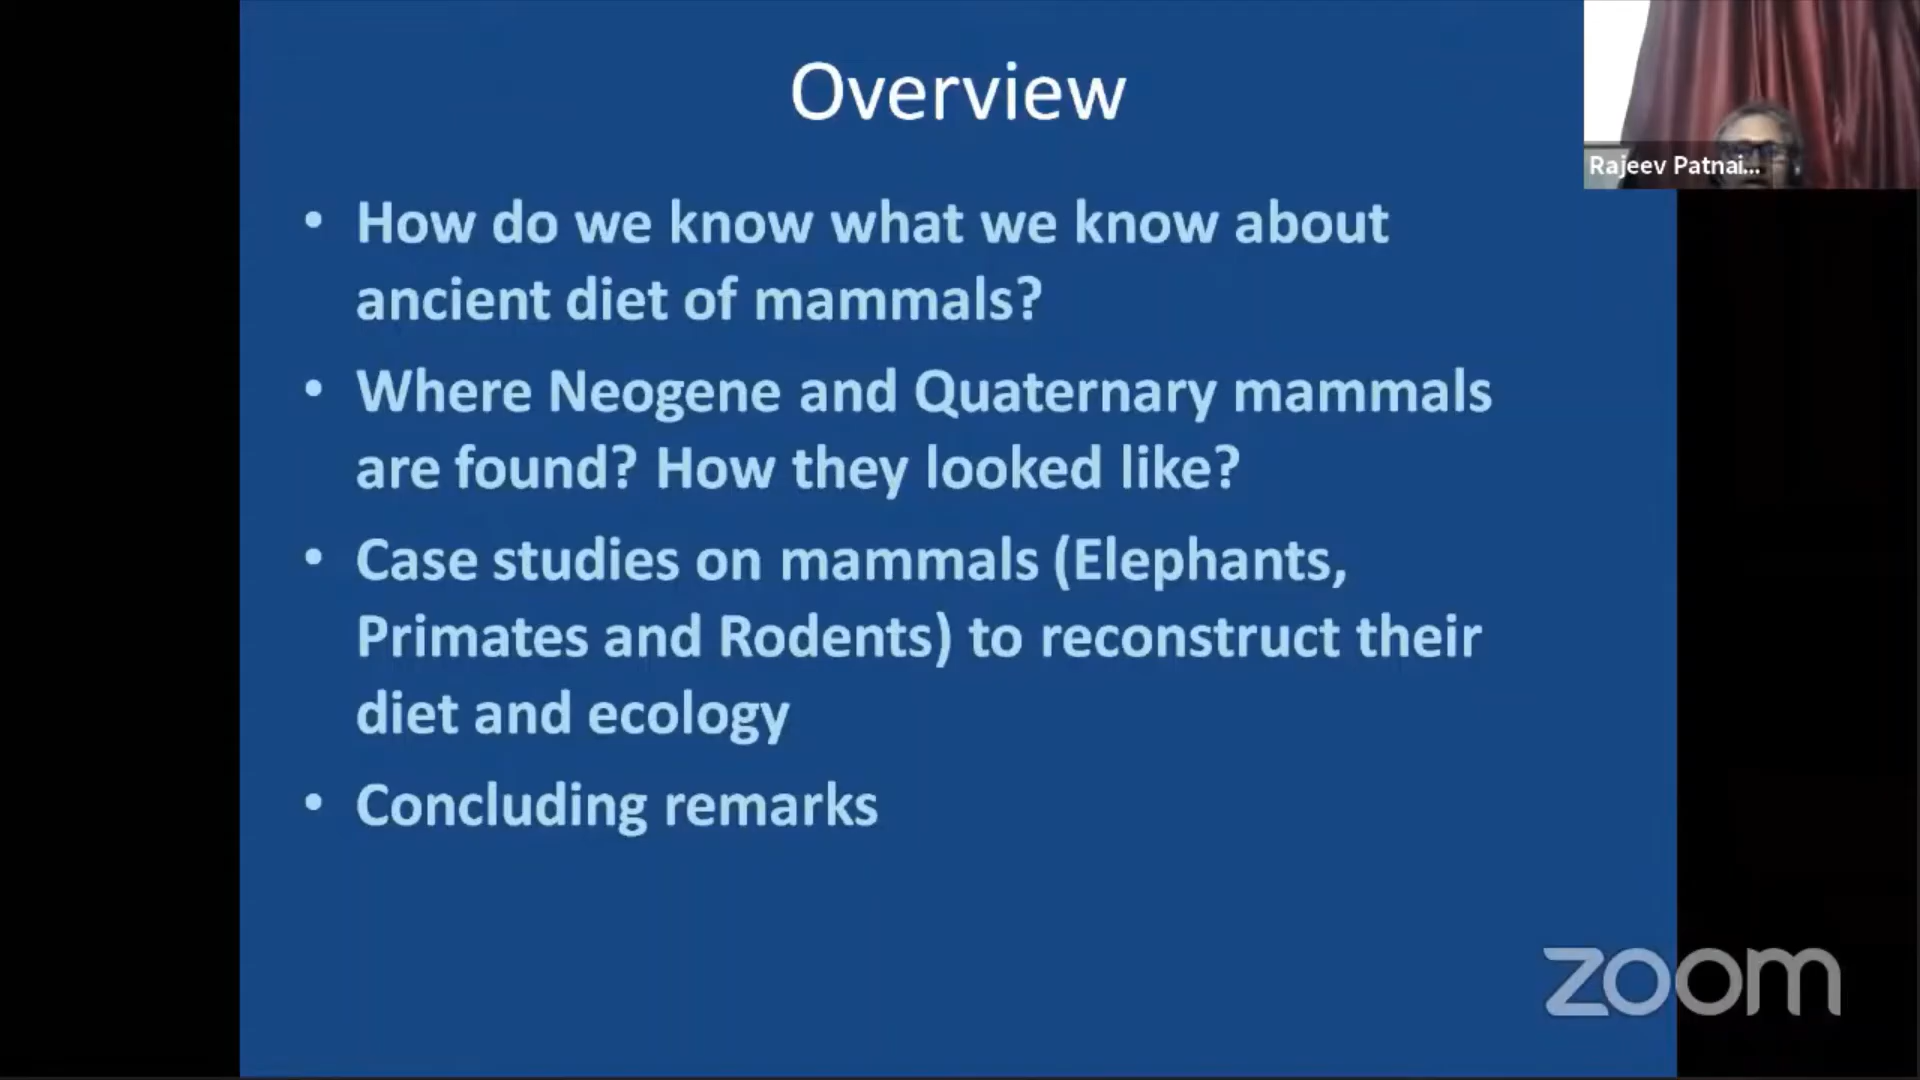 Overview
Rajeev Patnai...
• How do we know what we know about
ancient diet of mammals?
• Where Neogene and Quaternary mammals
are found? How they looked like?
• Case studies on mammals (Elephants,
Primates and Rodents) to reconstruct their
diet and ecology
• Concluding remarks
zoom